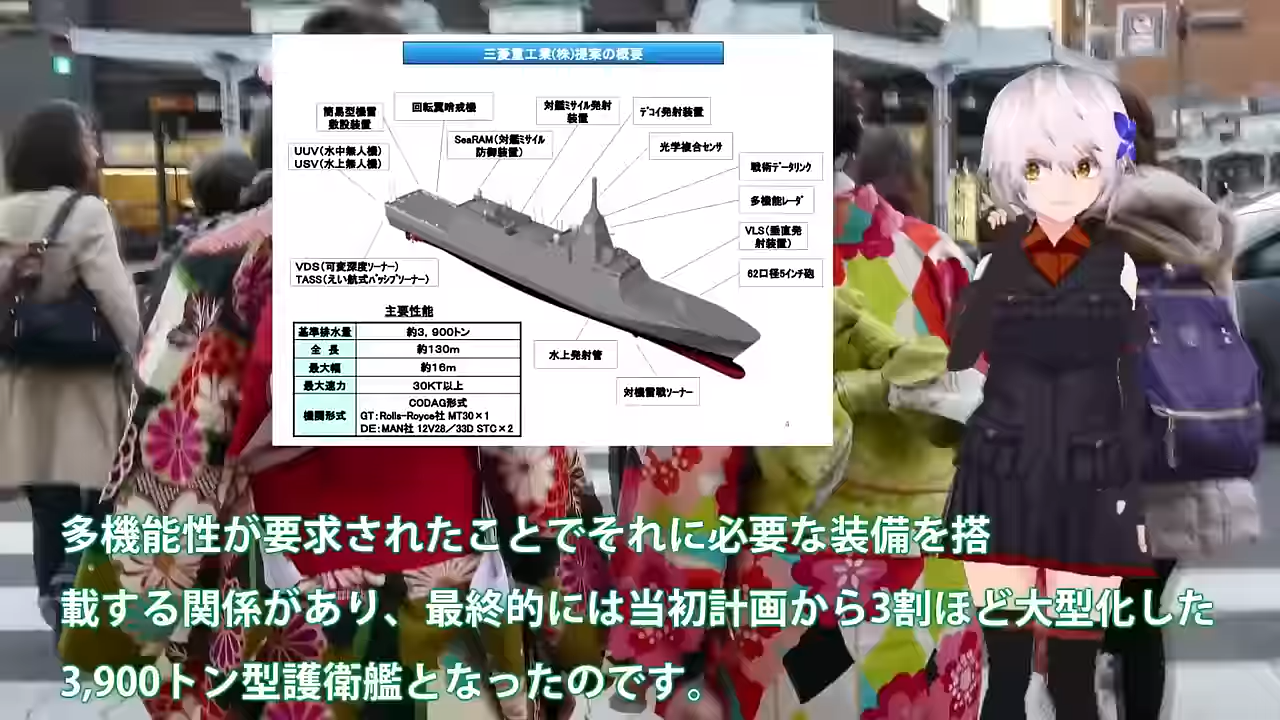 三菱重工業(株)提案の概要
簡易型機雷
敷設装置
回転翼哨戒機
対艦ミサイル発射
装置
デコイ発射装置
SeaRAM(対艦ミサイル
防御装置)
光学複合センサ
UUV(水中無人機)
USV(水上無人機)
戦術データリンク
多機能レーダ
VLS(垂直発
射装置)
62口径5インチ砲
VDS(可変深度ソーナー)
TASS(えい航式パッシブソーナー)
水上発射管
対機雷戦ソーナー
主要性能
基準排水量 約3,900トン
全 長 約130m
最大幅 約16m
最大速力 30KT以上
機関形式 CODAG形式
GT:Rolls-Royce社 MT30×1
DE:MAN社 12V28/33D STC×2
多機能性が要求されたことでそれに必要な装備を搭
載する関係があり、最終的には当初計画から3割ほど大型化した
3,900トン型護衛艦となったのです。